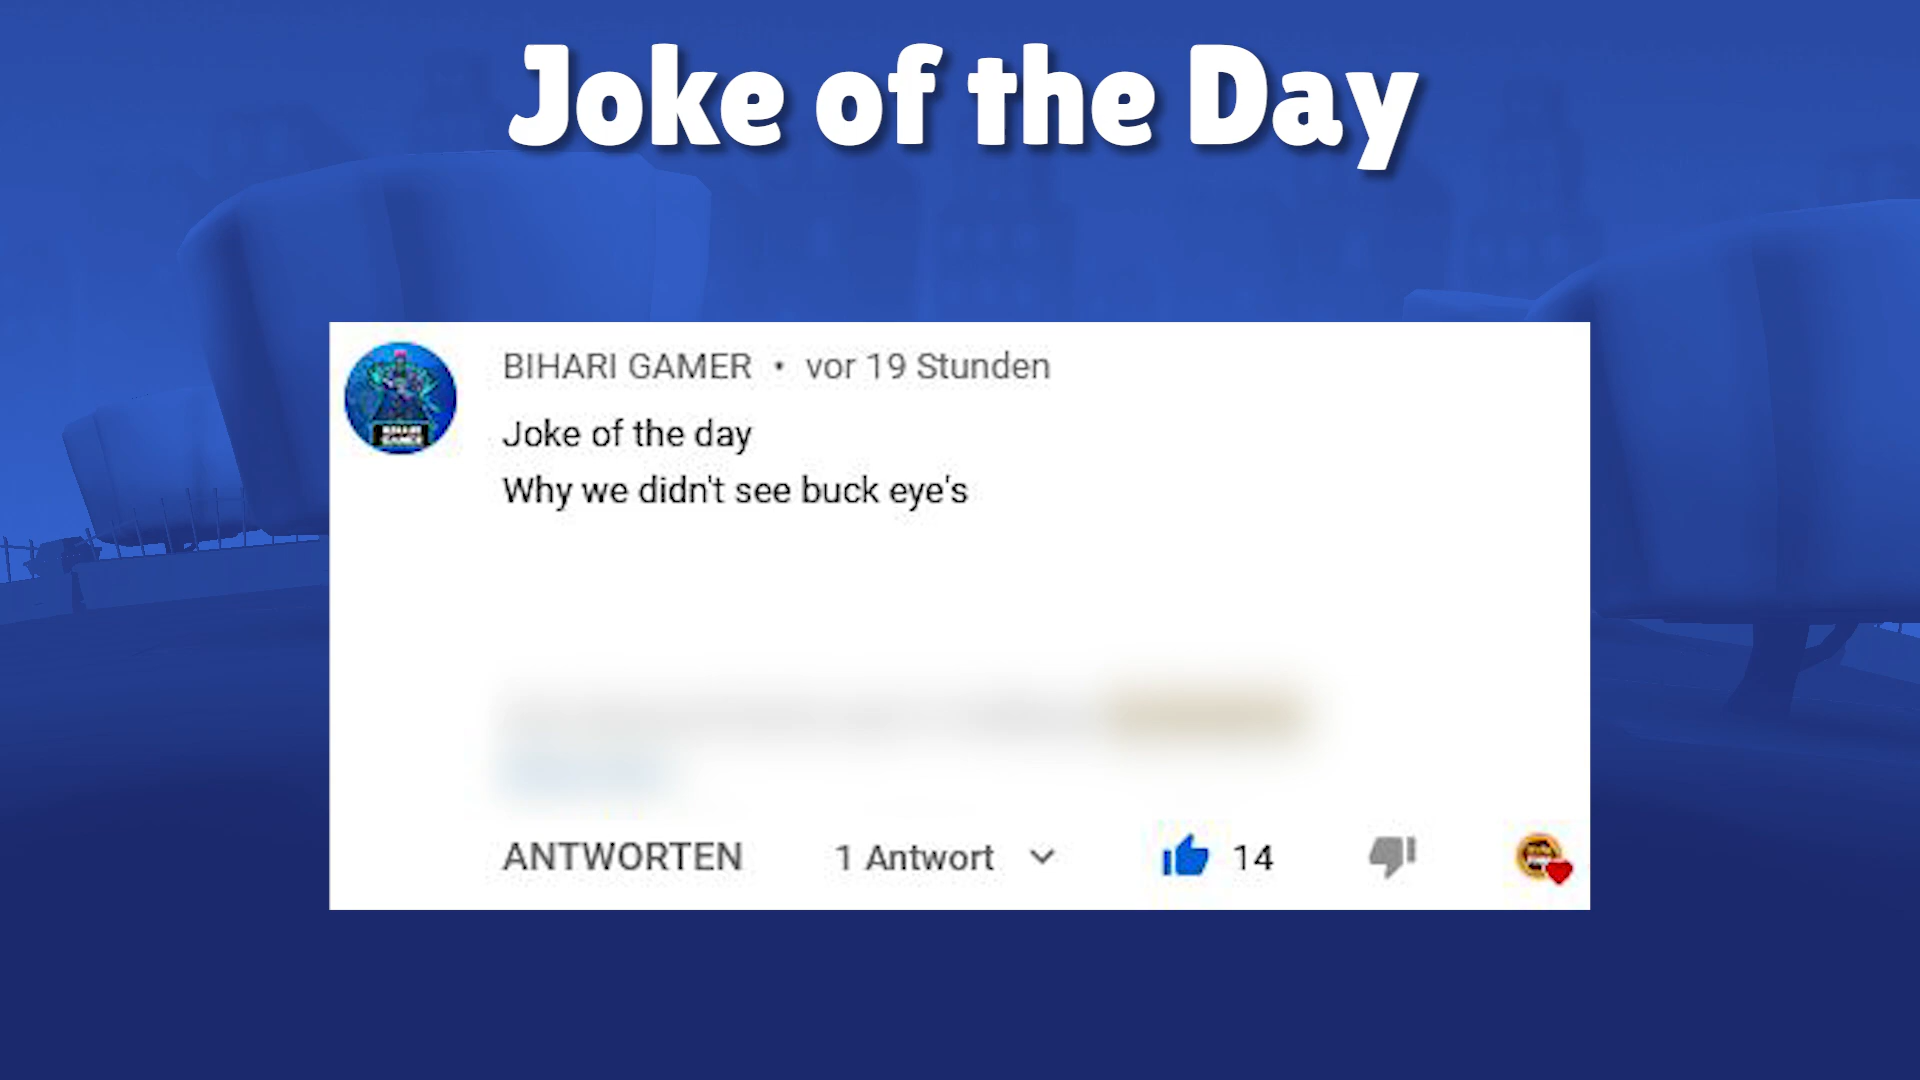 Joke of the Day
BIHARI GAMER • vor 19 Stunden
Joke of the day
Why we didn't see buck eye's
ANTWORTEN 1 Antwort 14